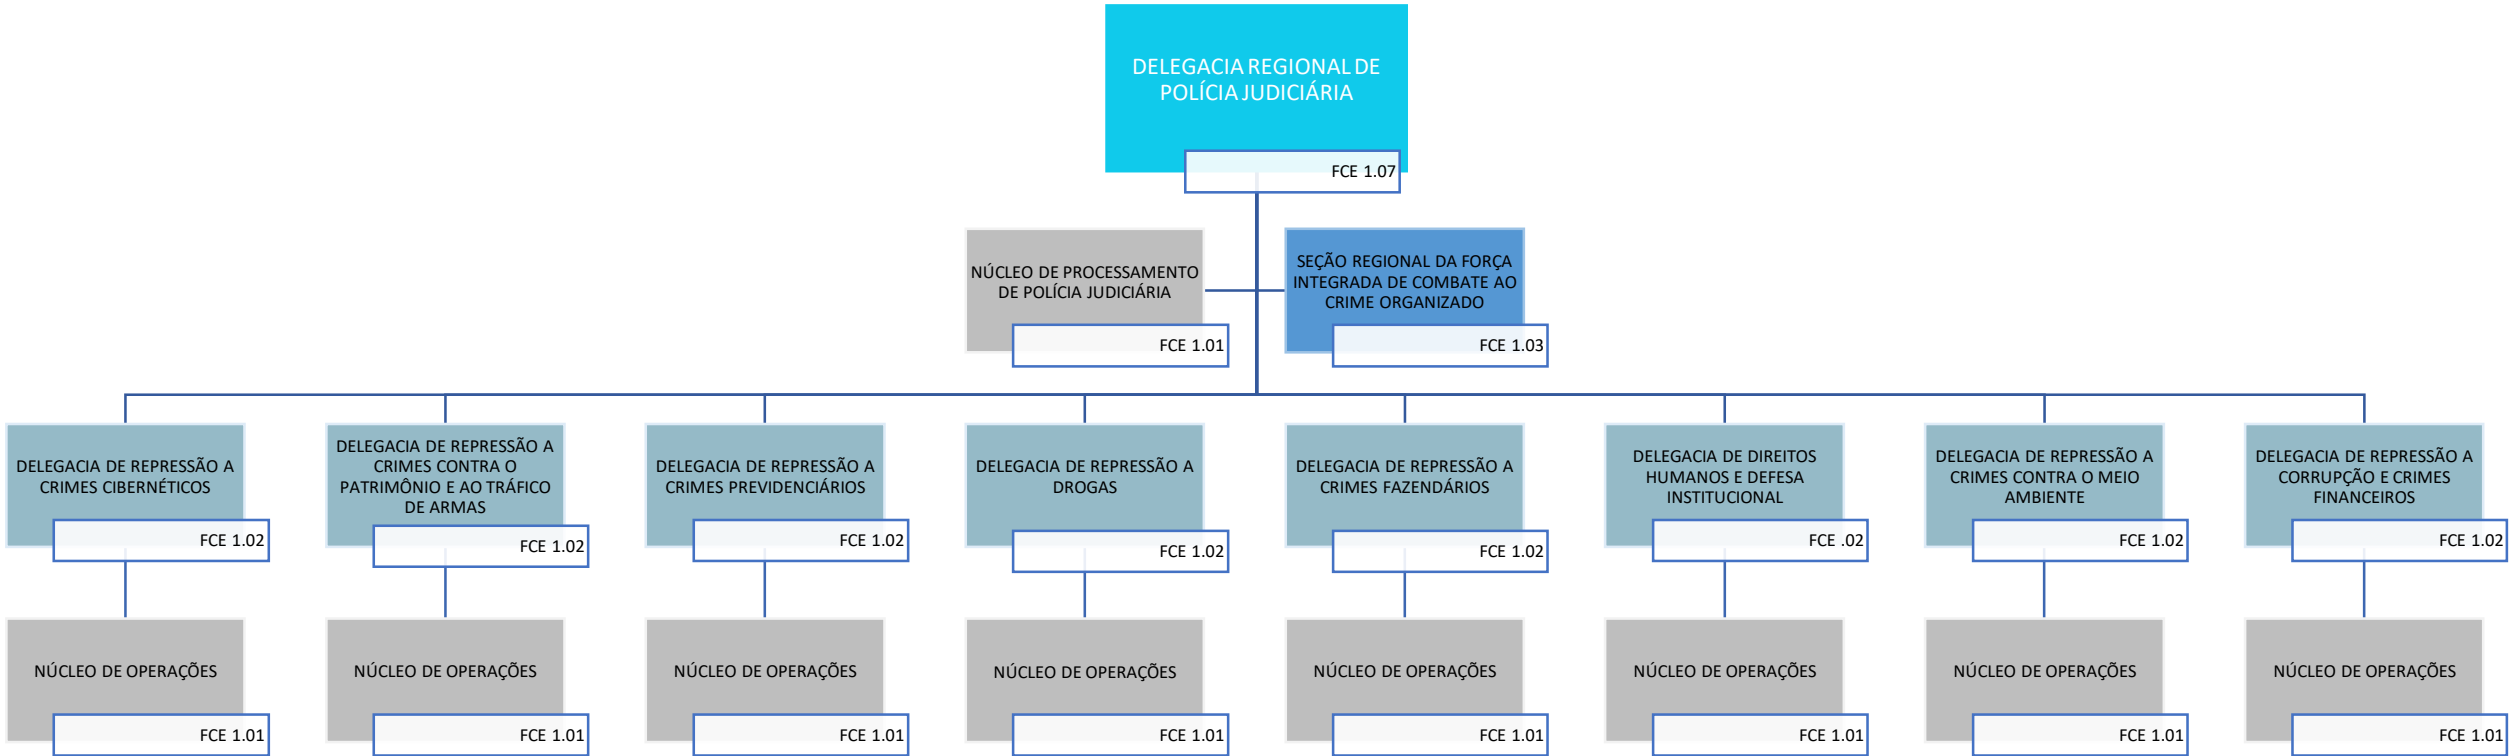 DELEGACIA REGIONAL DE
POLÍCIA JUDICIÁRIA
FCE 1.07
NÚCLEO DE PROCESSAMENTO
DE POLÍCIA JUDICIÁRIA
FCE 1.01
SEÇÃO REGIONAL DA FORÇA
INTEGRADA DE COMBATE AO
CRIME ORGANIZADO
FCE 1.03
DELEGACIA DE REPRESSÃO A
CRIMES CIBERNÉTICOS
FCE 1.02
DELEGACIA DE REPRESSÃO A
CRIMES CONTRA O
PATRIMÔNIO E AO TRÁFICO
DE ARMAS
FCE 1.02
DELEGACIA DE REPRESSÃO A
CRIMES PREVIDENCIÁRIOS
FCE 1.02
DELEGACIA DE REPRESSÃO A
DROGAS
FCE 1.02
DELEGACIA DE REPRESSÃO A
CRIMES FAZENDÁRIOS
FCE 1.02
DELEGACIA DE DIREITOS
HUMANOS E DEFESA
INSTITUCIONAL
FCE .02
DELEGACIA DE REPRESSÃO A
CRIMES CONTRA O MEIO
AMBIENTE
FCE 1.02
DELEGACIA DE REPRESSÃO A
CORRUPÇÃO E CRIMES
FINANCEIROS
FCE 1.02
NÚCLEO DE OPERAÇÕES
FCE 1.01
NÚCLEO DE OPERAÇÕES
FCE 1.01
NÚCLEO DE OPERAÇÕES
FCE 1.01
NÚCLEO DE OPERAÇÕES
FCE 1.01
NÚCLEO DE OPERAÇÕES
FCE 1.01
NÚCLEO DE OPERAÇÕES
FCE 1.01
NÚCLEO DE OPERAÇÕES
FCE 1.01
NÚCLEO DE OPERAÇÕES
FCE 1.01